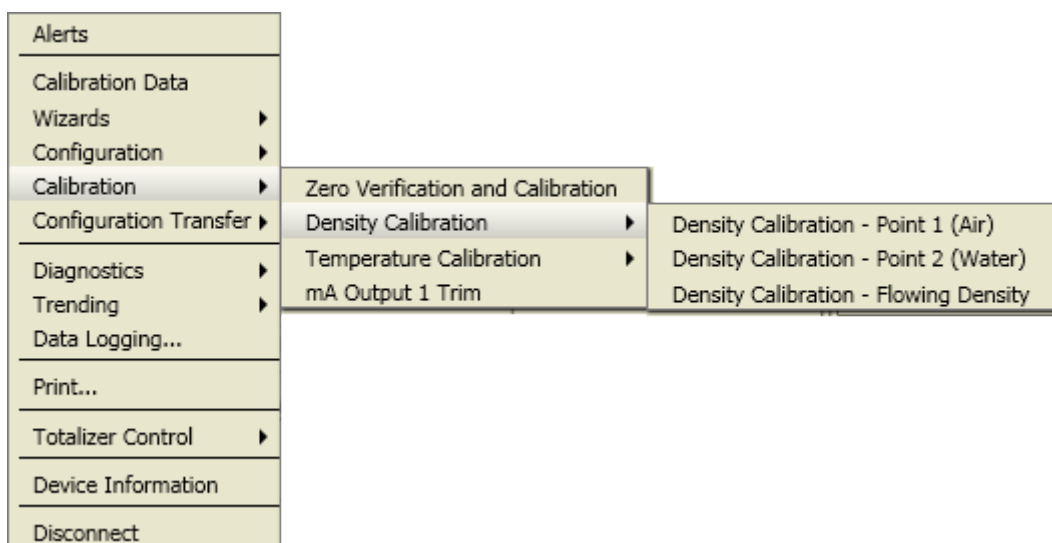 Alerts
Calibration Data
Wizards
Configuration
Calibration
Configuration Transfer
Diagnostics
Trending
Data Logging...
Print...
Totalizer Control
Device Information
Disconnect
Zero Verification and Calibration
Density Calibration
Temperature Calibration
mA Output 1 Trim
Density Calibration - Point 1 (Air)
Density Calibration - Point 2 (Water)
Density Calibration - Flowing Density